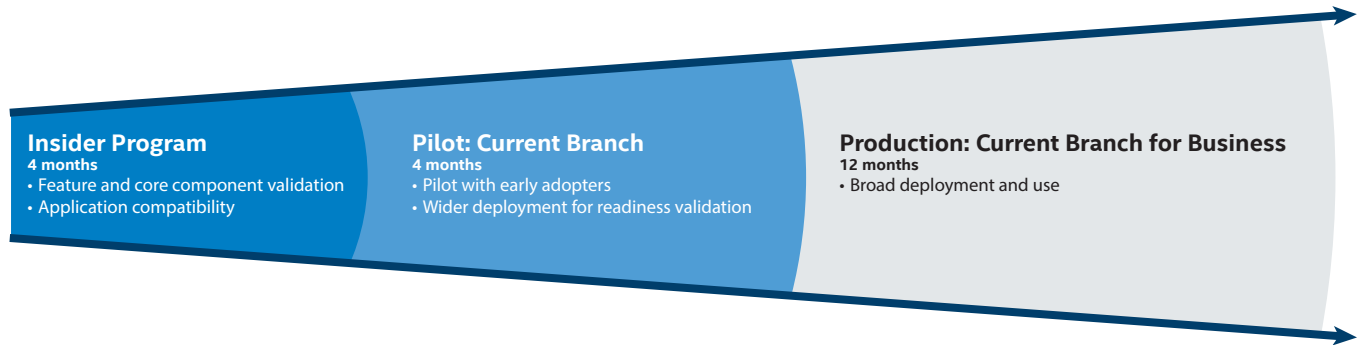 Insider Program
4 months
• Feature and core component validation
• Application compatibility
Pilot: Current Branch
4 months
• Pilot with early adopters
• Wider deployment for readiness validation
Production: Current Branch for Business
12 months
• Broad deployment and use